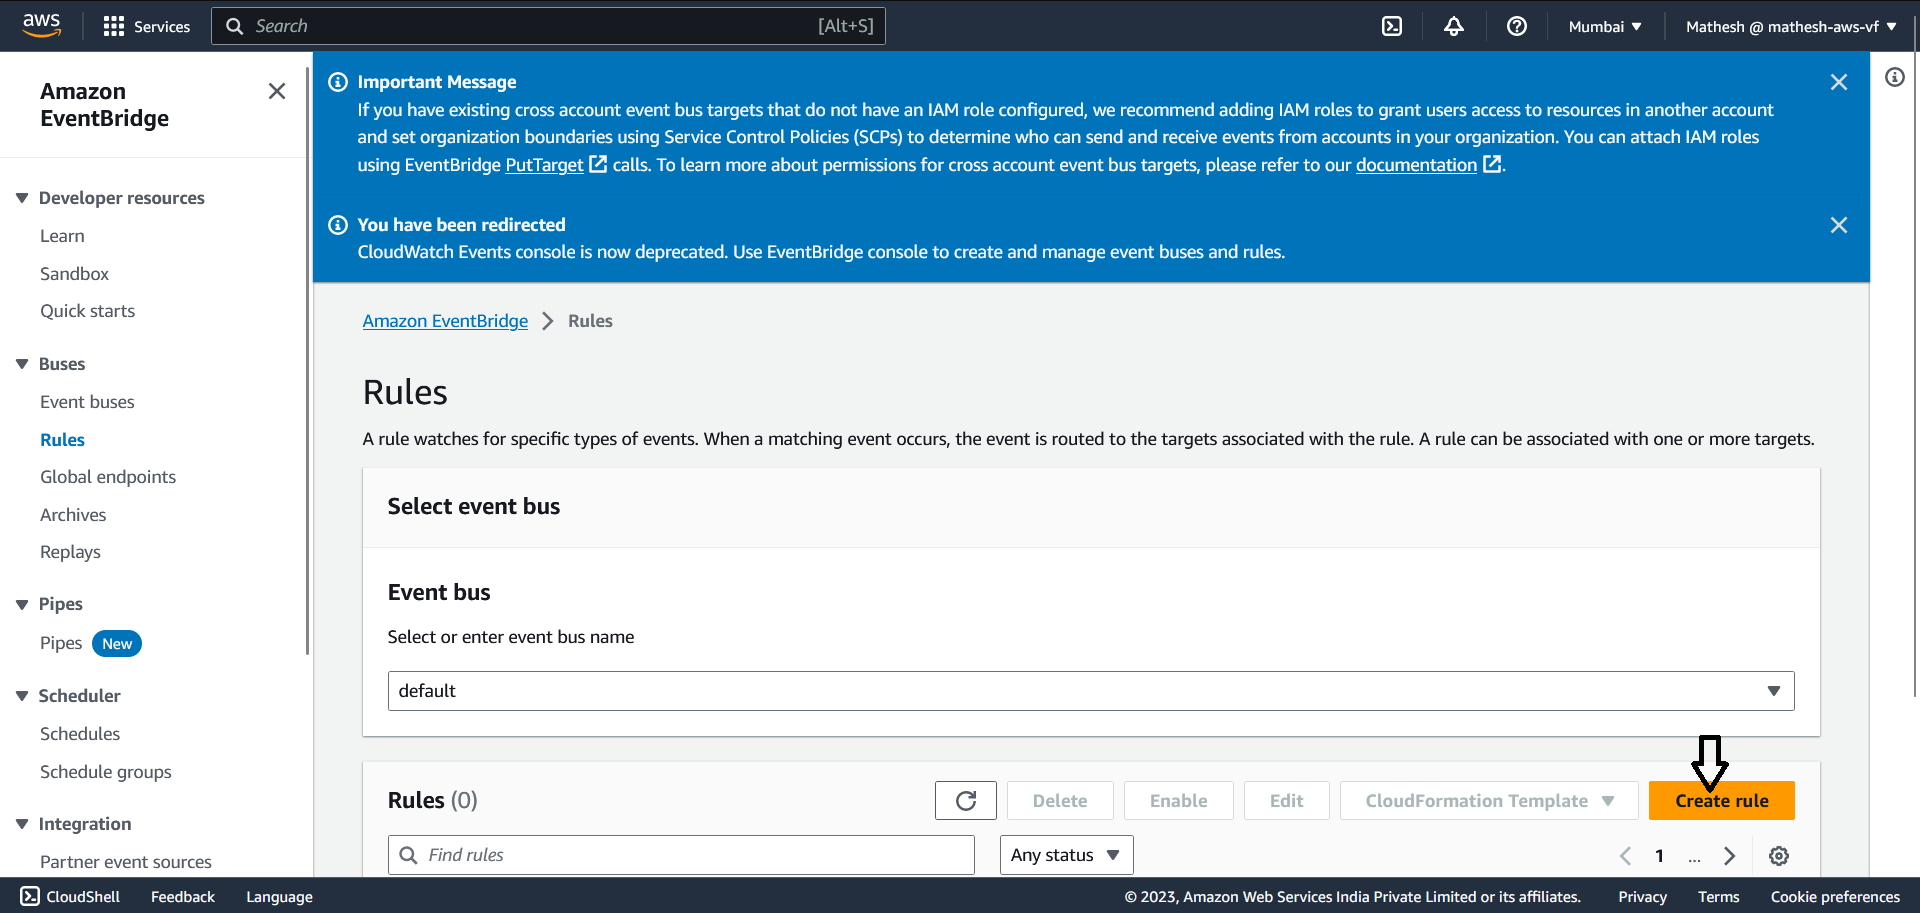 aws
Services
Search [Alt+S]
Mumbai
Mathesh @ mathesh-aws-vf
Amazon
EventBridge
Developer resources
Learn
Sandbox
Quick starts
Buses
Event buses
Rules
Global endpoints
Archives
Replays
Pipes
Pipes New
Scheduler
Schedules
Schedule groups
Integration
Partner event sources
Important Message
If you have existing cross account event bus targets that do not have an IAM role configured, we recommend adding IAM roles to grant users access to resources in another account
and set organization boundaries using Service Control Policies (SCPs) to determine who can send and receive events from accounts in your organization. You can attach IAM roles
using EventBridge PutTarget calls. To learn more about permissions for cross account event bus targets, please refer to our documentation .
You have been redirected
CloudWatch Events console is now deprecated. Use EventBridge console to create and manage event buses and rules.
Amazon EventBridge Rules
Rules
A rule watches for specific types of events. When a matching event occurs, the event is routed to the targets associated with the rule. A rule can be associated with one or more targets.
Select event bus
Event bus
Select or enter event bus name
default
Rules (0)
Delete
Enable
Edit
CloudFormation Template
Create rule
Find rules
Any status
1 ...
CloudShell
Feedback
Language
© 2023, Amazon Web Services India Private Limited or its affiliates.
Privacy
Terms
Cookie preferences